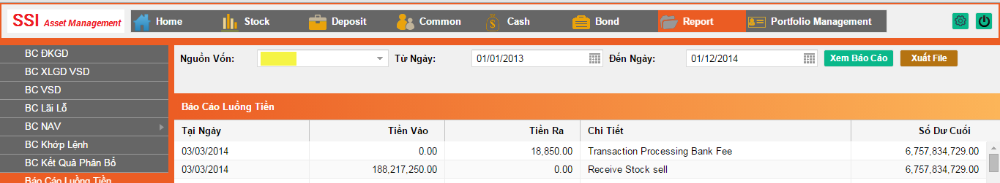 SSI Asset Management
Home Stock Deposit Common Cash Bond Report Portfolio Management
BC ĐKGD
BC XLGD VSD
BC VSD
BC Lãi Lỗ
BC NAV
BC Khớp Lệnh
BC Kết Quả Phân Bổ
Báo Cáo Luồng Tiền
Nguồn Vốn: Từ Ngày: 01/01/2013 Đến Ngày: 01/12/2014 Xem Báo Cáo Xuất File
Báo Cáo Luồng Tiền
Tại Ngày Tiền Vào Tiền Ra Chi Tiết Số Dư Cuối
03/03/2014 0.00 18,850.00 Transaction Processing Bank Fee 6,757,834,729.00
03/03/2014 188,217,250.00 0.00 Receive Stock sell 6,757,834,729.00